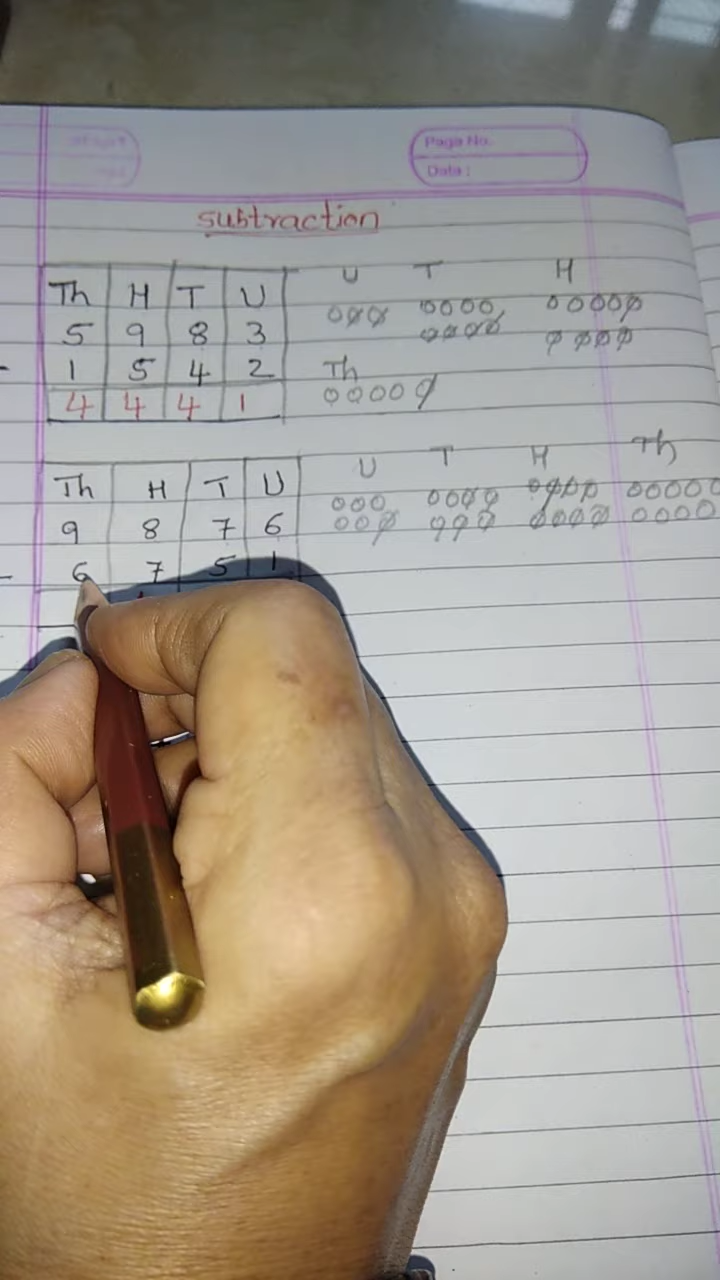 Page No.
Date :
subtraction
Th H T U
5 9 8 3
- 1 5 4 2
4 4 4 1
U T H
Th
Th H T U
9 8 7 6
- 6 7 5 1
U T H Th